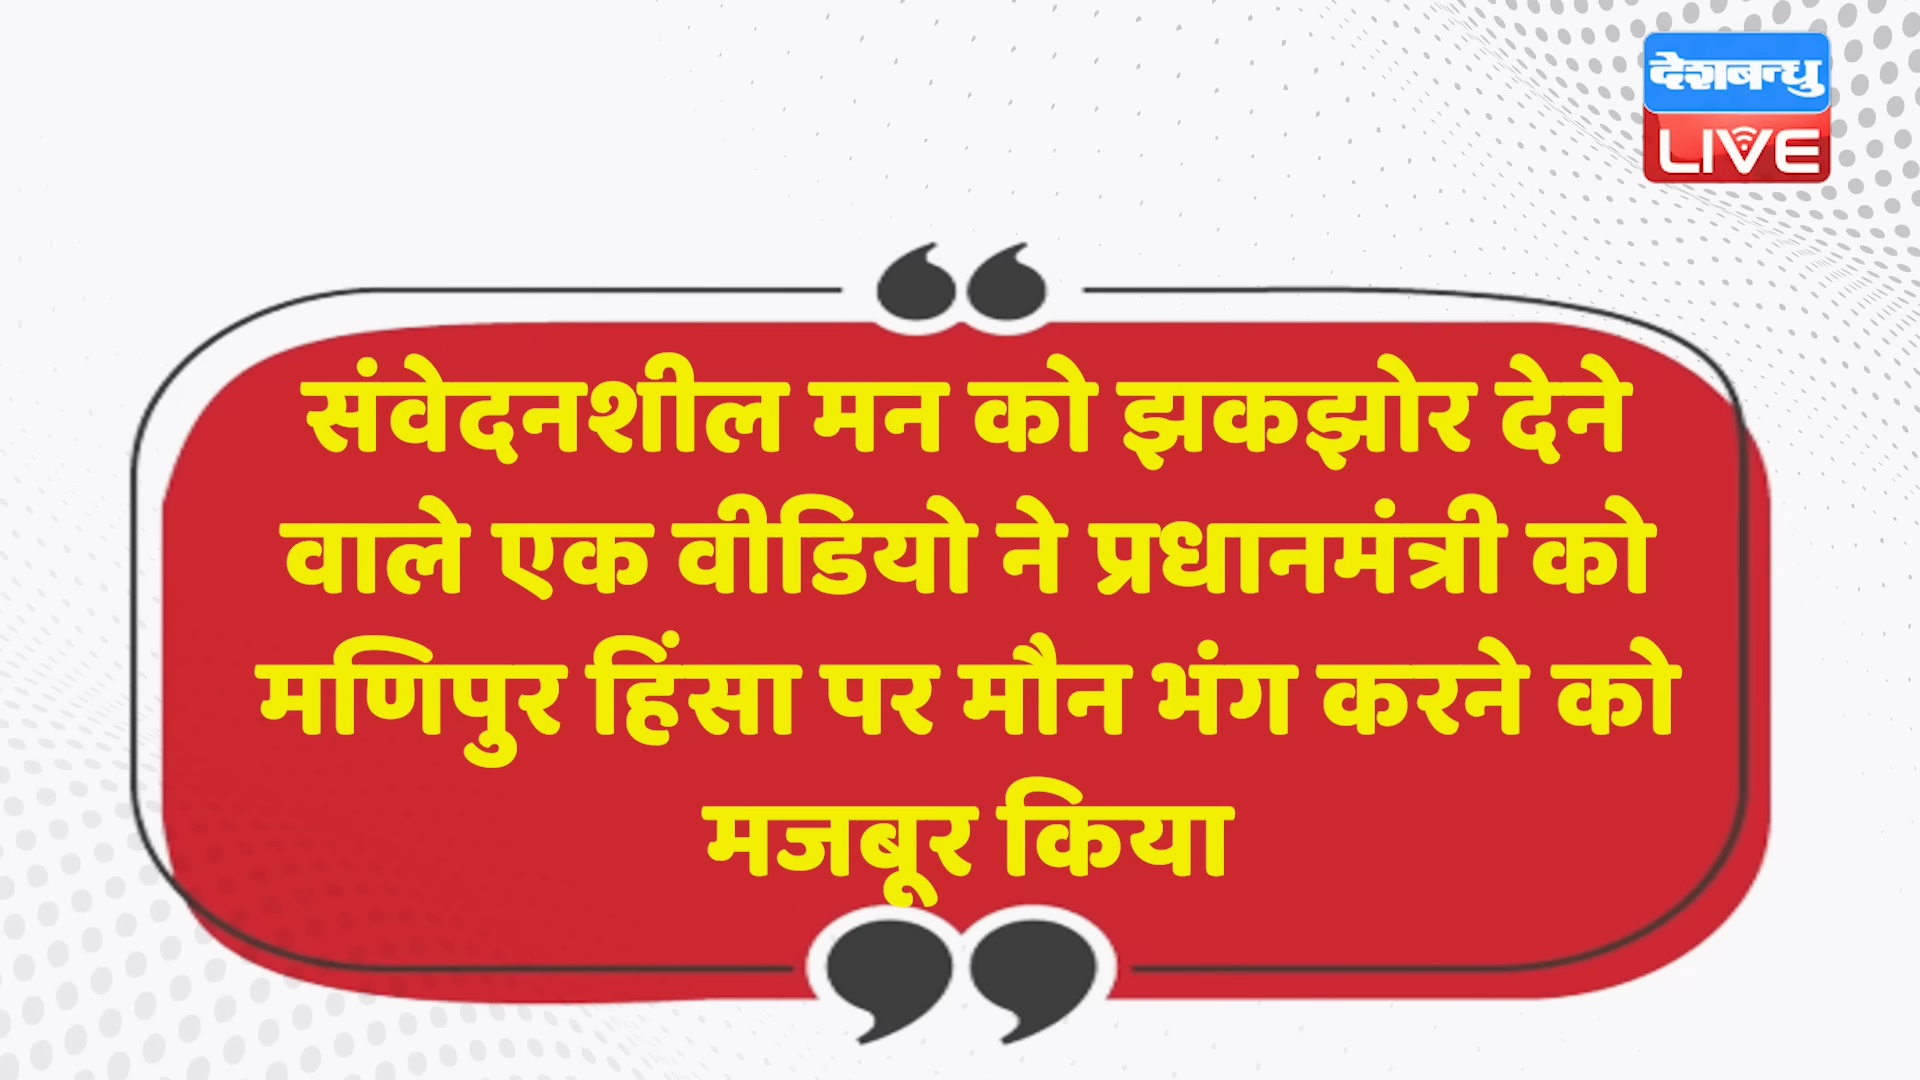 देशबन्धु
LIVE
संवेदनशील मन को झकझोर देने
वाले एक वीडियो ने प्रधानमंत्री को
मणिपुर हिंसा पर मौन भंग करने को
मजबूर किया